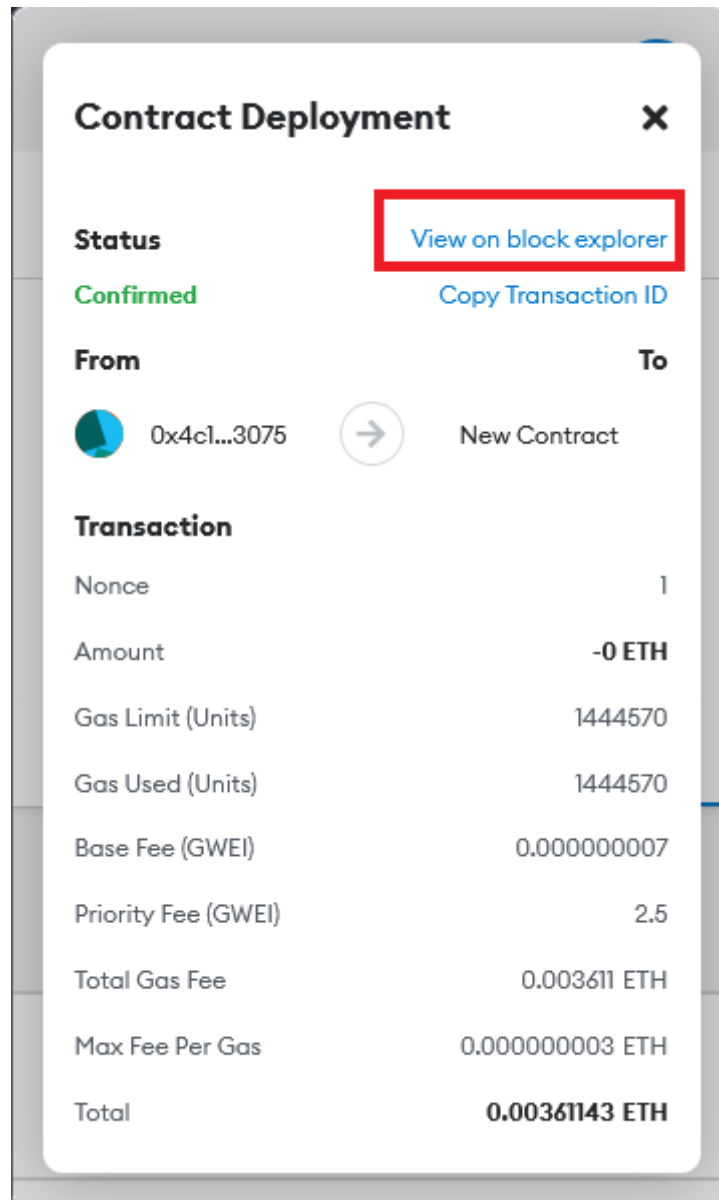 Contract Deployment
Status View on block explorer
Confirmed Copy Transaction ID
From To
0x4c1...3075 New Contract
Transaction
Nonce 1
Amount -0 ETH
Gas Limit (Units) 1444570
Gas Used (Units) 1444570
Base Fee (GWEI) 0.000000007
Priority Fee (GWEI) 2.5
Total Gas Fee 0.003611 ETH
Max Fee Per Gas 0.000000003 ETH
Total 0.00361143 ETH